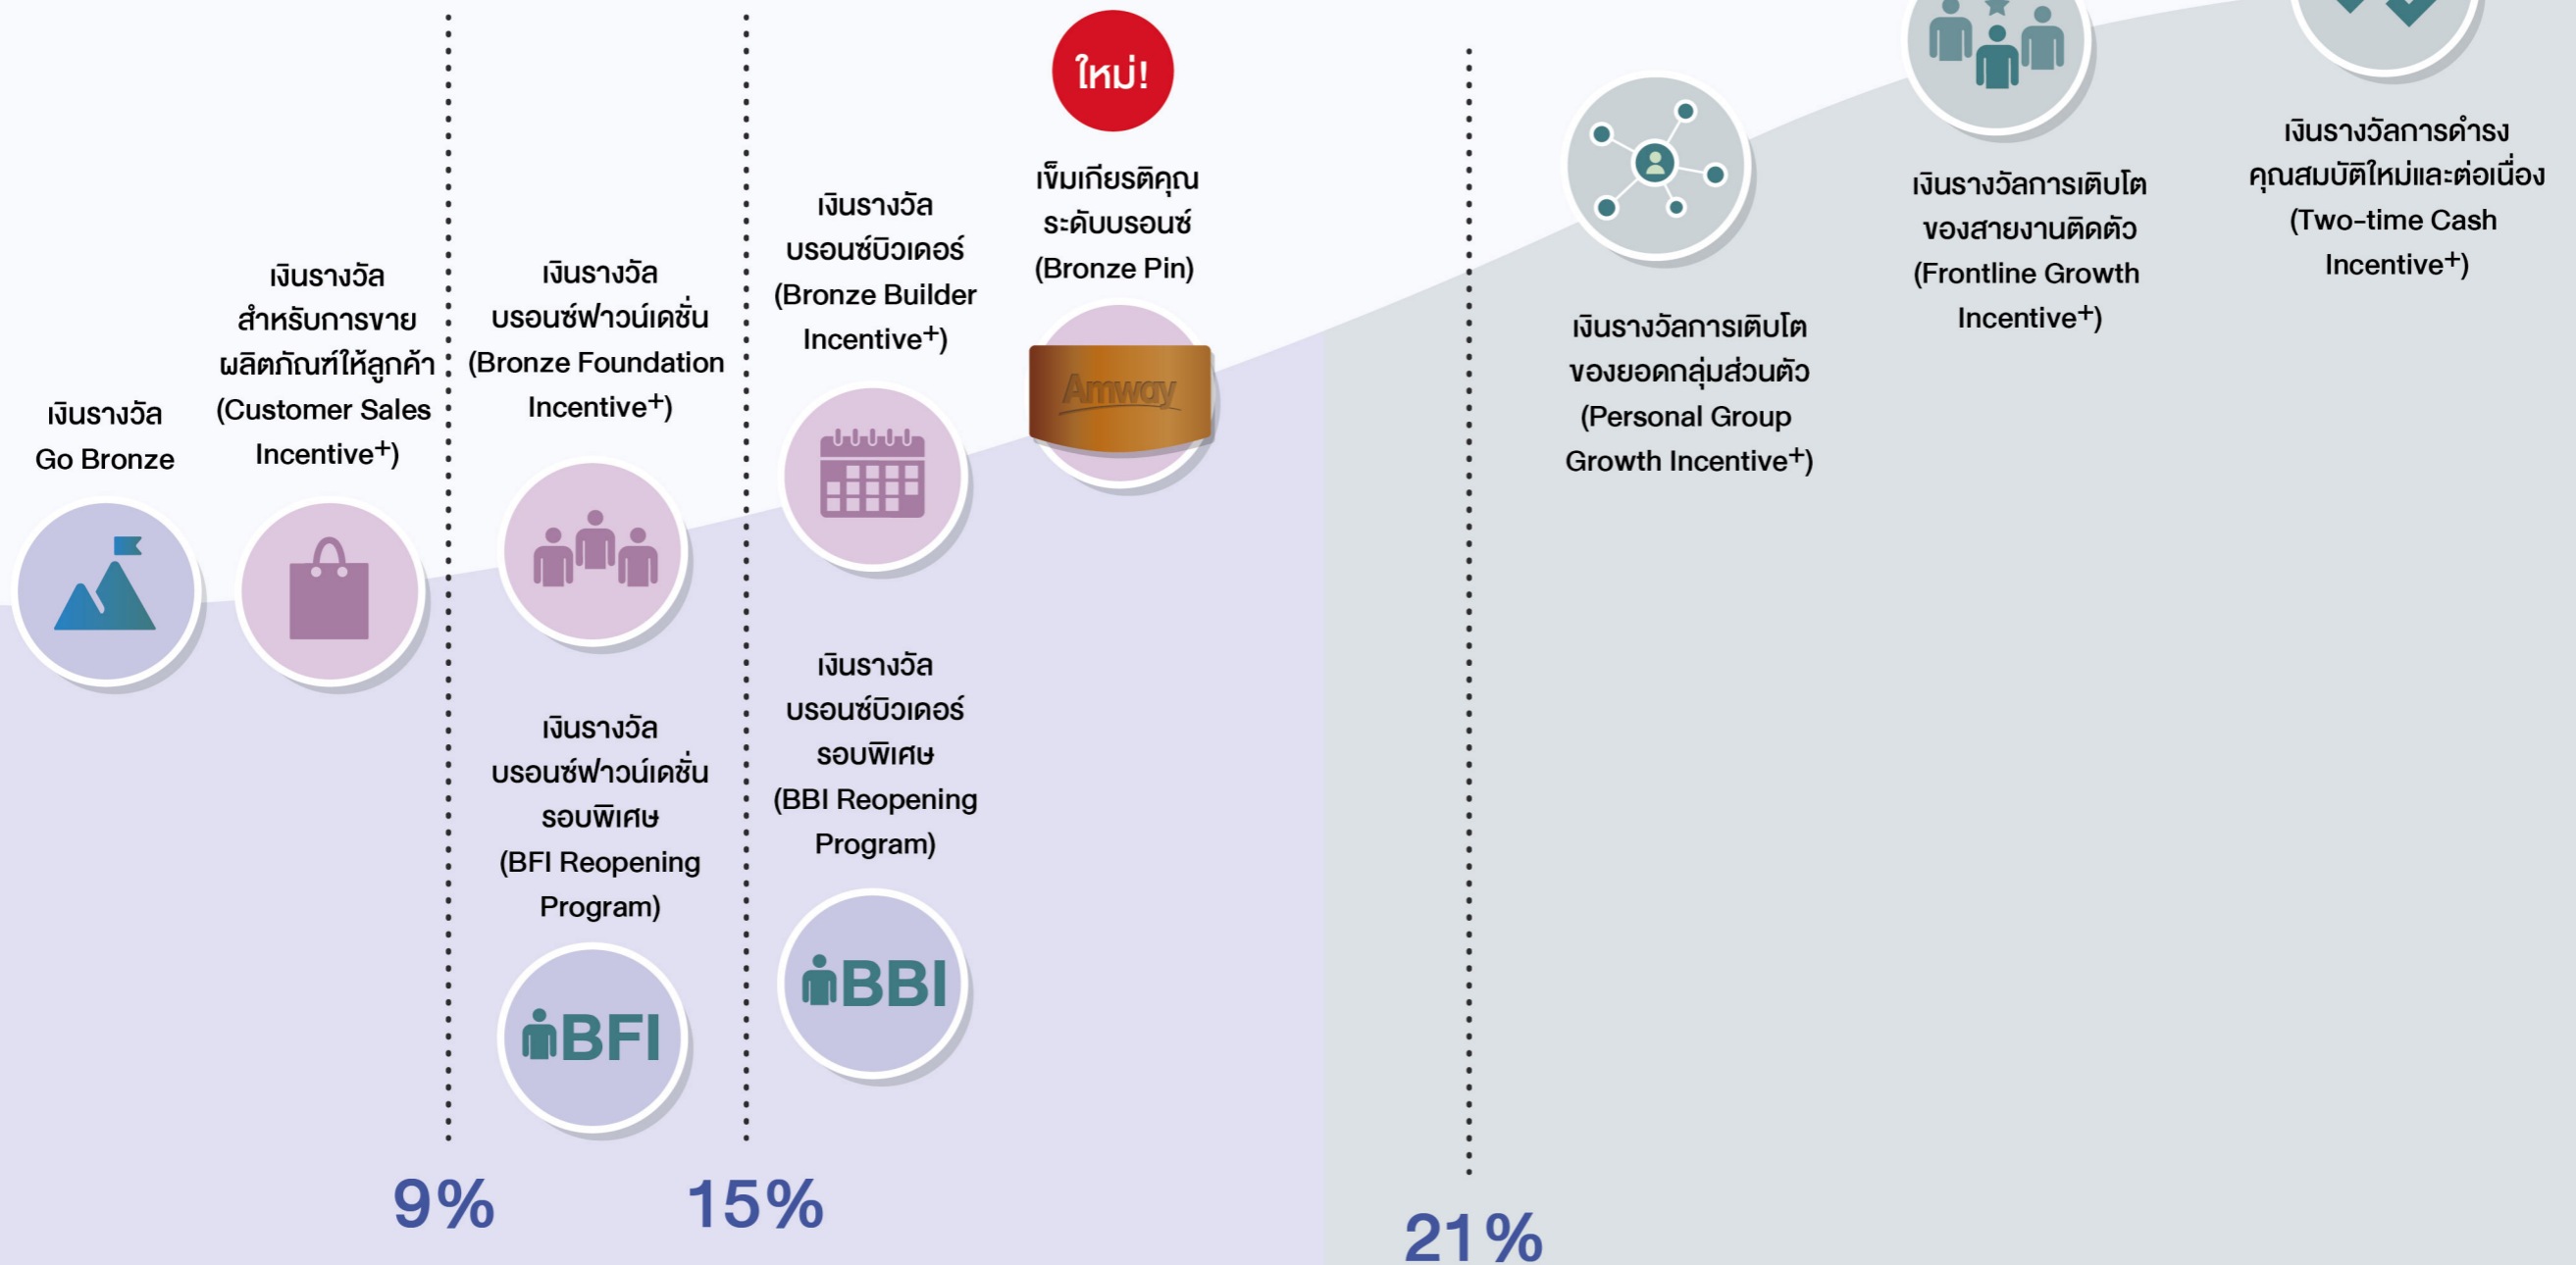 เงินรางวัล
Go Bronze
เงินรางวัล
สำหรับการขาย
ผลิตภัณฑ์ให้ลูกค้า
(Customer Sales
Incentive+)
9%
เงินรางวัล
บรอนซ์ฟาวน์เดชั่น
(Bronze Foundation
Incentive+)
เงินรางวัล
บรอนซ์ฟาวน์เดชั่น
รอบพิเศษ
(BFI Reopening
Program)
BFI
15%
เงินรางวัล
บรอนซ์บิวเดอร์
(Bronze Builder
Incentive+)
เงินรางวัล
บรอนซ์บิวเดอร์
รอบพิเศษ
(BBI Reopening
Program)
BBI
ใหม่!
เข็มเกียรติคุณ
ระดับบรอนซ์
(Bronze Pin)
Amway
21%
เงินรางวัลการเติบโต
ของยอดกลุ่มส่วนตัว
(Personal Group
Growth Incentive+)
เงินรางวัลการเติบโต
ของสายงานติดตัว
(Frontline Growth
Incentive+)
เงินรางวัลการดำรง
คุณสมบัติใหม่และต่อเนื่อง
(Two-time Cash
Incentive+)